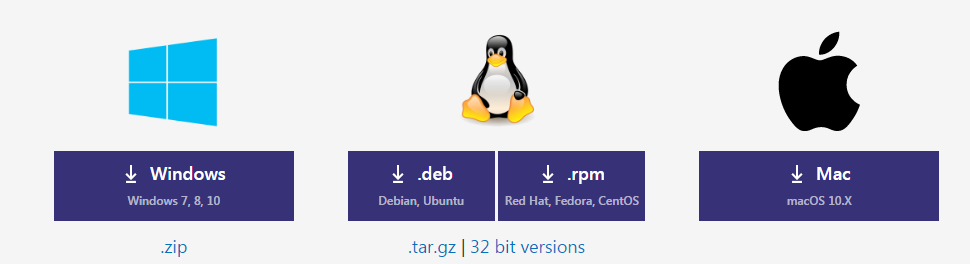 Windows
Windows 7, 8, 10
.zip
.deb
Debian, Ubuntu
.rpm
Red Hat, Fedora, CentOS
.tar.gz | 32 bit versions
Mac
macOS 10.X